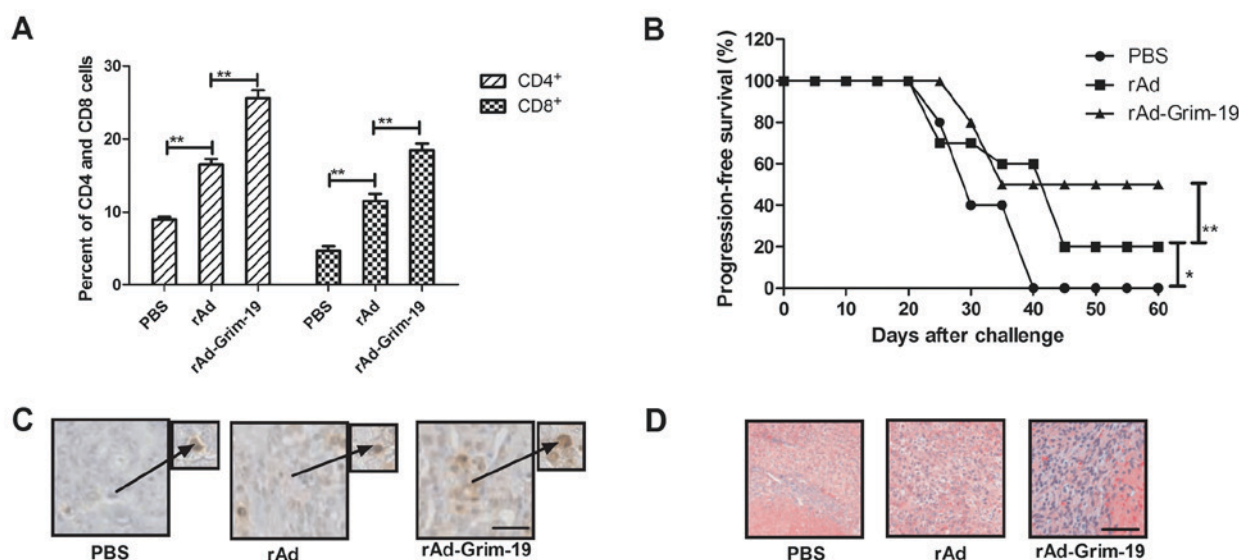 A
Percent of CD4 and CD8 cells
30
20
10
0
**
**
**
**
PBS
rAd
rAd-Grim-19
PBS
rAd
rAd-Grim-19
CD4+
CD8+
B
Progression-free survival (%)
120
100
80
60
40
20
0
0 10 20 30 40 50 60
Days after challenge
PBS
rAd
rAd-Grim-19
**
*
C
PBS rAd rAd-Grim-19
D
PBS rAd rAd-Grim-19